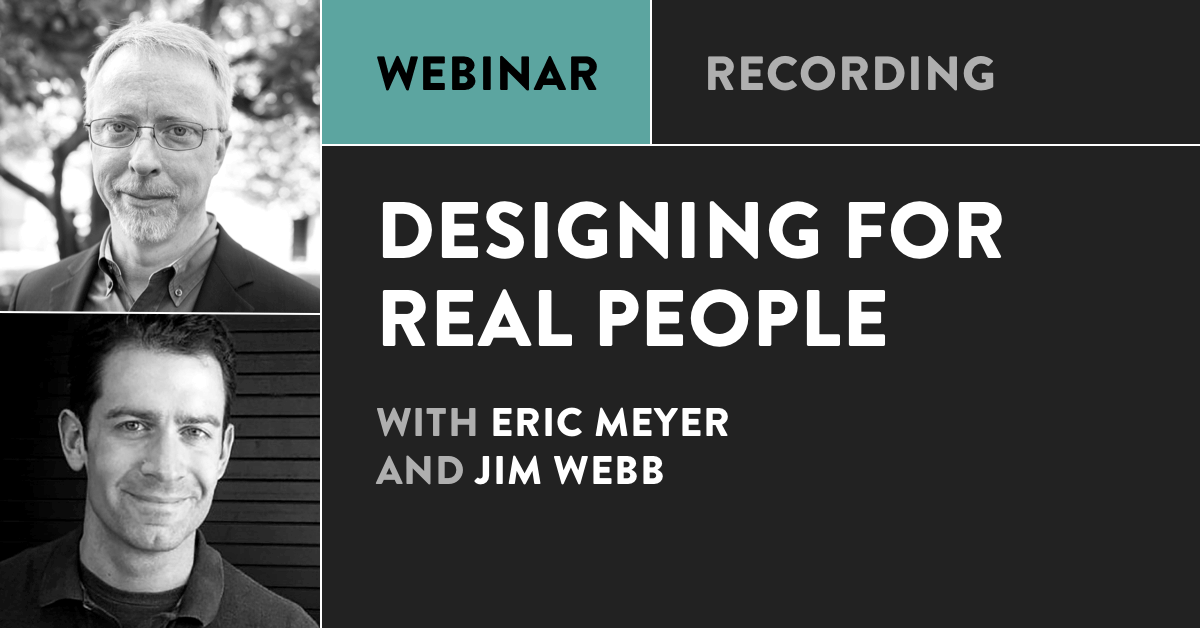 WEBINAR
RECORDING
DESIGNING FOR
REAL PEOPLE
WITH ERIC MEYER
AND JIM WEBB